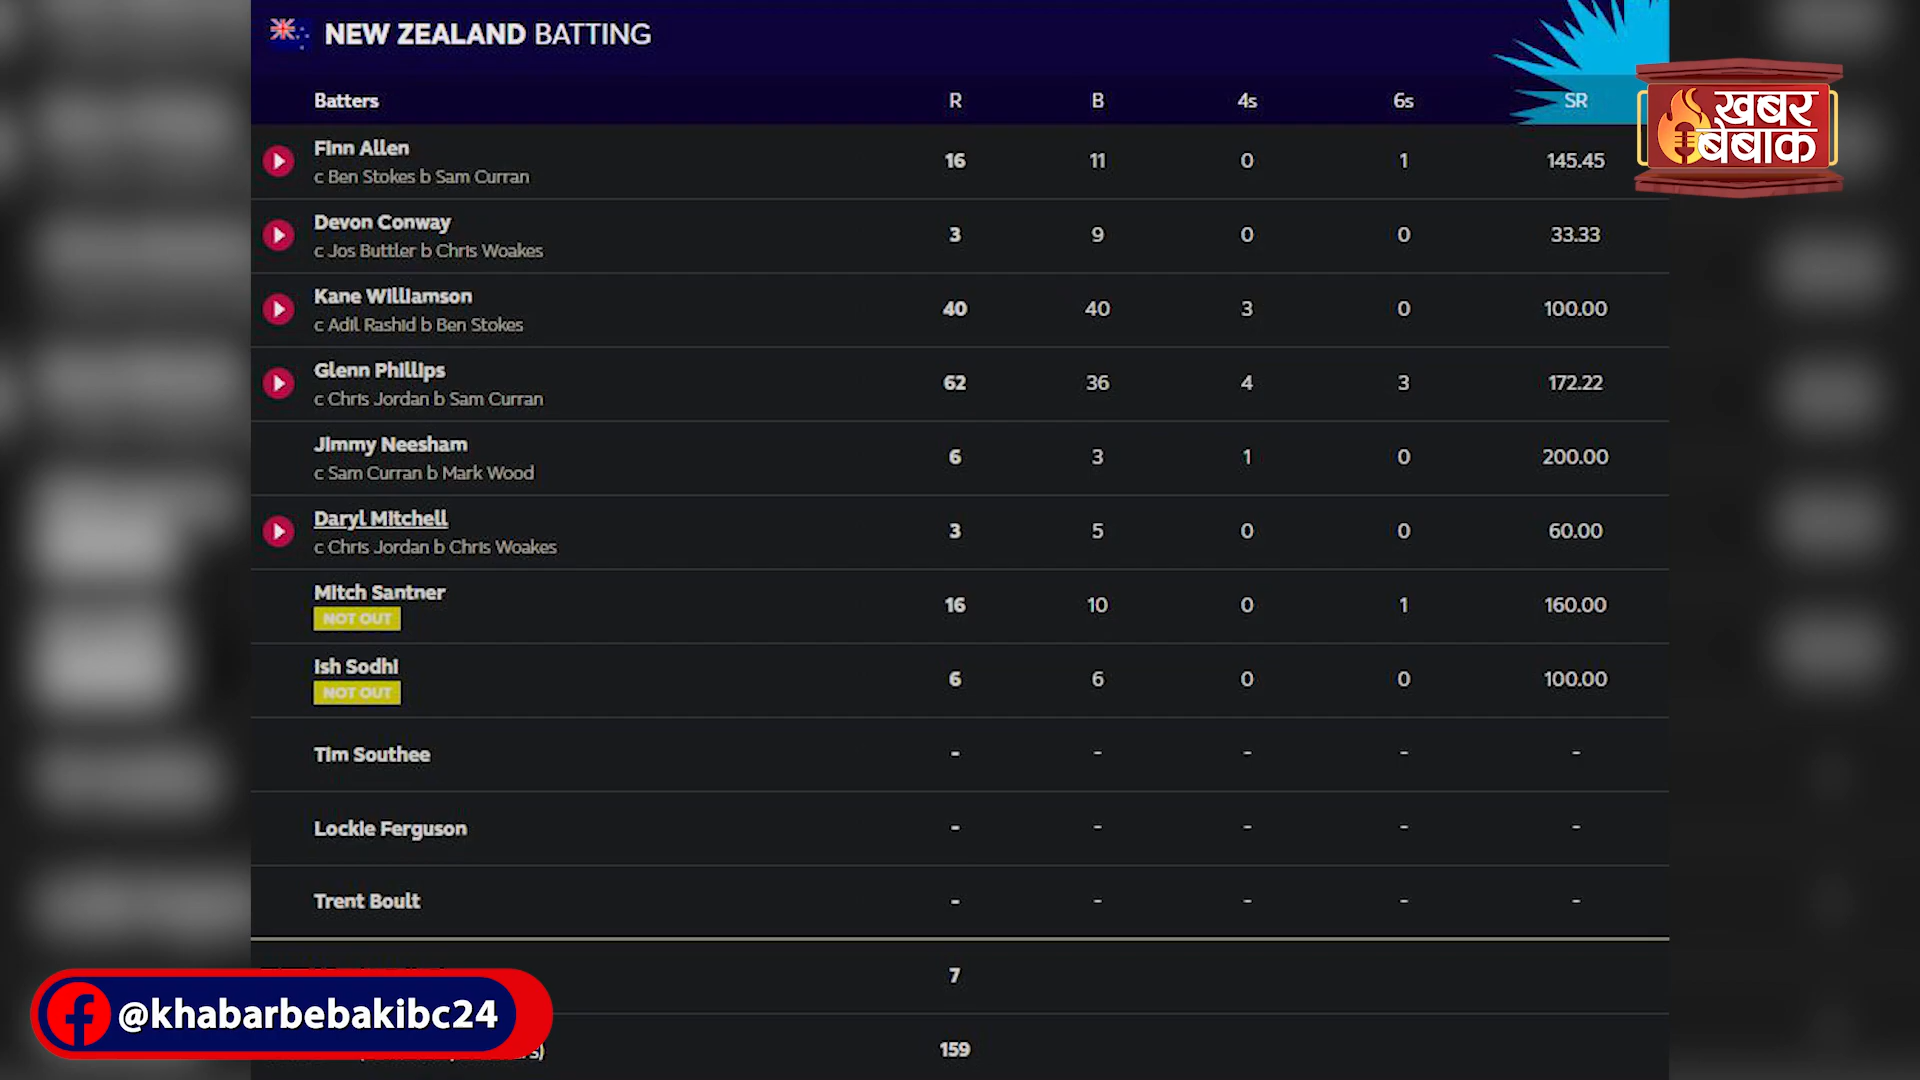 NEW ZEALAND BATTING
Batters R B 4s 6s SR
ख़बर
बेबाक
Finn Allen
c Ben Stokes b Sam Curran
16 11 0 1 145.45
Devon Conway
c Jos Buttler b Chris Woakes
3 9 0 0 33.33
Kane Williamson
c Adil Rashid b Ben Stokes
40 40 3 0 100.00
Glenn Phillips
c Chris Jordan b Sam Curran
62 36 4 3 172.22
Jimmy Neesham
c Sam Curran b Mark Wood
6 3 1 0 200.00
Daryl Mitchell
c Chris Jordan b Chris Woakes
3 5 0 0 60.00
Mitch Santner
NOT OUT
16 10 0 1 160.00
Ish Sodhi
NOT OUT
6 6 0 0 100.00
Tim Southee - - - - -
Lockie Ferguson - - - - -
Trent Boult - - - - -
7
@khabarbebakibc24
159